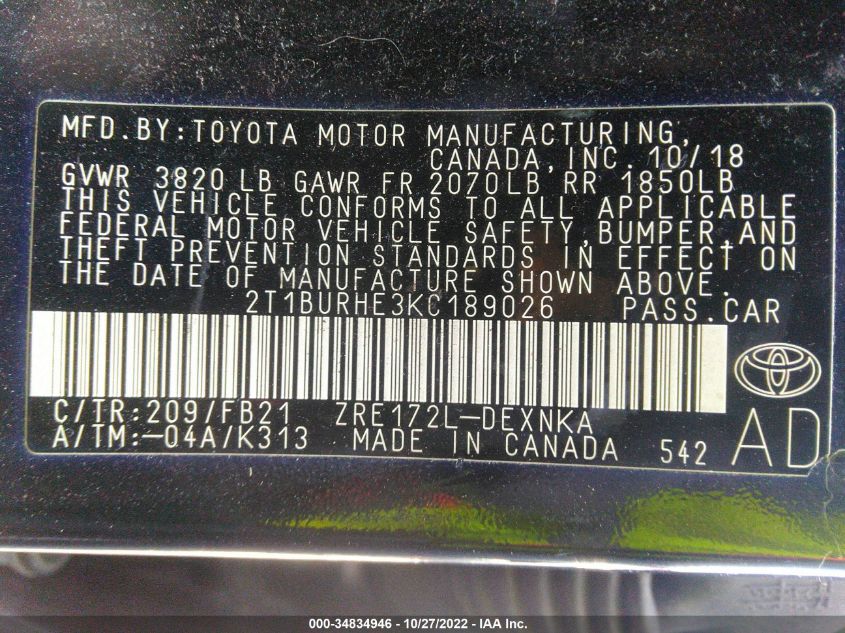 MFD.BY:TOYOTA MOTOR MANUFACTURING,
CANADA,INC. 10/18
GVWR 3820 LB GAWR FR 2070LB RR 1850LB
THIS VEHICLE CONFORMS TO ALL APPLICABLE
FEDERAL MOTOR VEHICLE SAFETY,BUMPER,AND
THEFT PREVENTION STANDARDS IN EFFECT ON
THE DATE OF MANUFACTURE SHOWN ABOVE.
2T1BURHE3KC189026 PASS.CAR
C/TR:209/FB21 ZRE172L-DEXNKA
A/TM:-04A/K313 MADE IN CANADA 542 AD
000-34834946 - 10/27/2022 - IAA Inc.